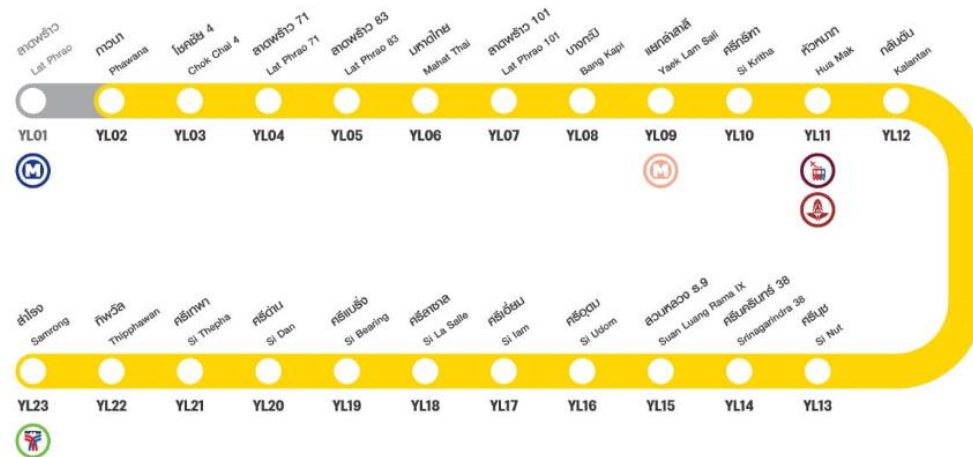 ลาดพร้าว
Lat Phrao
ภาวนา
Phawana
โชคชัย 4
Chok Chai 4
ลาดพร้าว 71
Lat Phrao 71
ลาดพร้าว 83
Lat Phrao 83
มหาดไทย
Mahat Thai
ลาดพร้าว 101
Lat Phrao 101
บางกะปิ
Bang Kapi
แยกลำสาลี
Yaek Lam Sali
ศรีกรีฑา
Si Kritha
หัวหมาก
Hua Mak
กลันตัน
Kalantan
YL01
YL02
YL03
YL04
YL05
YL06
YL07
YL08
YL09
YL10
YL11
YL12
M
M
สำโรง
Samrong
ทิพวัล
Thipphawan
ศรีเทพา
Si Thepha
ศรีด่าน
Si Dan
ศรีแบริ่ง
Si Bearing
ศรีลาซาล
Si La Salle
ศรีเอี่ยม
Si Iam
ศรีอุดม
Si Udom
สวนหลวง ร.9
Suan Luang Rama IX
ศรีนครินทร์ 38
Srinagarindra 38
ศรีนุช
Si Nut
YL23
YL22
YL21
YL20
YL19
YL18
YL17
YL16
YL15
YL14
YL13